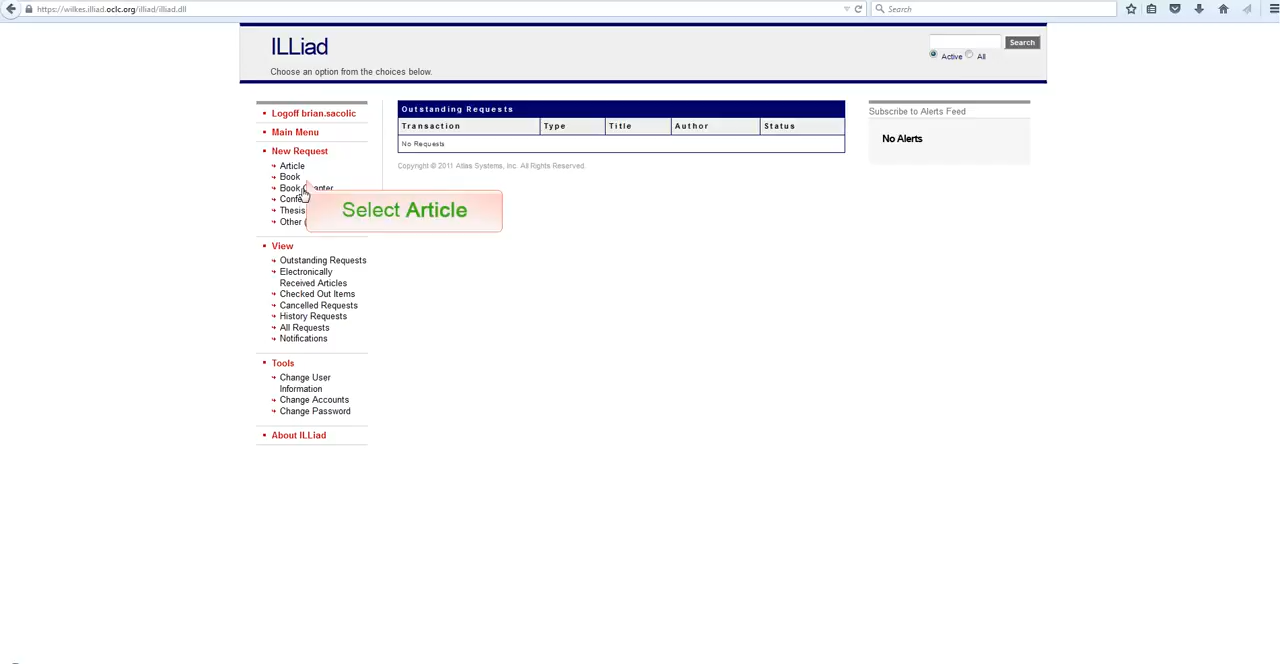 https://wilkes.illiad.oclc.org/illiad/illiad.dll
Search
ILLiad
Choose an option from the choices below.
Search
Active All
Logoff brian.sacolic
Main Menu
New Request
Article
Book
Book Chapter
Thesis
Other
Select Article
View
Outstanding Requests
Electronically
Received Articles
Checked Out Items
Cancelled Requests
History Requests
All Requests
Notifications
Tools
Change User
Information
Change Accounts
Change Password
About ILLiad
Outstanding Requests
Transaction Type Title Author Status
No Requests
Copyright © 2011 Atlas Systems, Inc. All Rights Reserved.
Subscribe to Alerts Feed
No Alerts